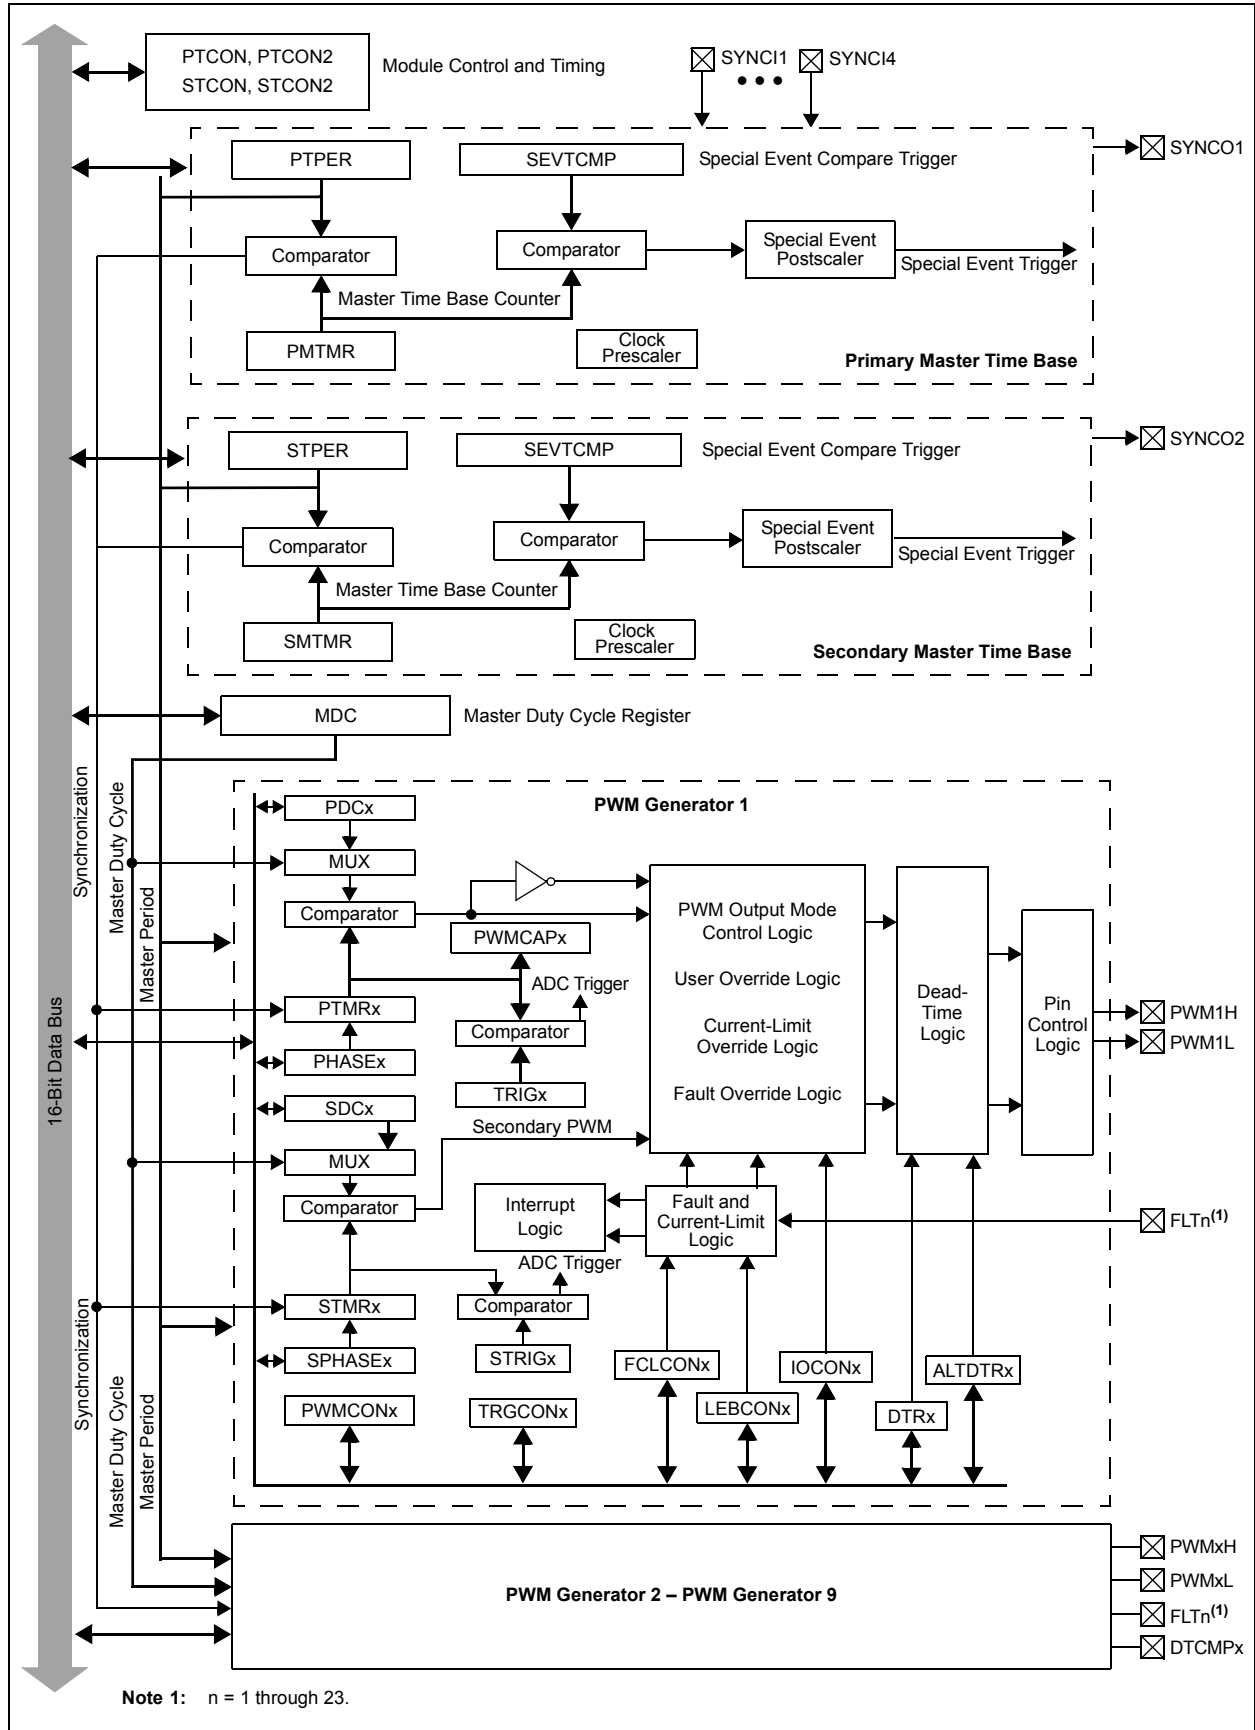 PTCON, PTCON2
STCON, STCON2
Module Control and Timing
SYNCI1
● ● ●
SYNCI4
PTPER
SEVTCMP
Special Event Compare Trigger
SYNCO1
Comparator
Comparator
Special Event
Postscaler
Special Event Trigger
Master Time Base Counter
PMTMR
Clock
Prescaler
Primary Master Time Base
STPER
SEVTCMP
Special Event Compare Trigger
SYNCO2
Comparator
Comparator
Special Event
Postscaler
Special Event Trigger
Master Time Base Counter
SMTMR
Clock
Prescaler
Secondary Master Time Base
MDC
Master Duty Cycle Register
Synchronization
Master Duty Cycle
Master Period
16-Bit Data Bus
PWM Generator 1
PDCx
MUX
Comparator
PWMCAPx
ADC Trigger
PTMRx
Comparator
PHASEx
TRIGx
SDCx
Secondary PWM
MUX
Comparator
PWM Output Mode
Control Logic
User Override Logic
Current-Limit
Override Logic
Fault Override Logic
Dead-
Time
Logic
Pin
Control
Logic
PWM1H
PWM1L
Interrupt
Logic
Fault and
Current-Limit
Logic
FLTn(1)
ADC Trigger
STMRx
Comparator
SPHASEx
STRIGx
FCLCONx
IOCONx
ALTDTRx
PWMCONx
TRGCONx
LEBCONx
DTRx
Synchronization
Master Duty Cycle
Master Period
PWM Generator 2 – PWM Generator 9
PWMxH
PWMxL
FLTn(1)
DTCMPx
Note 1: n = 1 through 23.